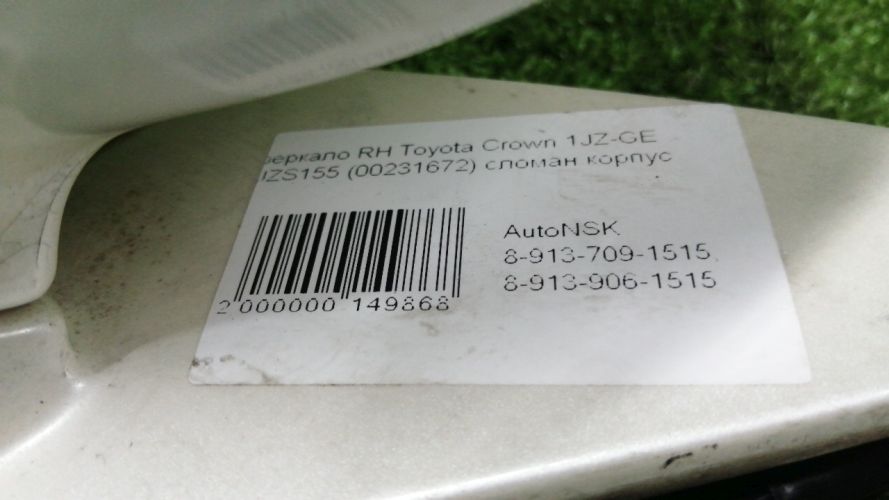 зеркало RH Toyota Crown 1JZ-GE
JZS155 (00231672) сломан корпус
AutoNSK
8-913-709-1515,
8-913-906-1515
2 000000 149868